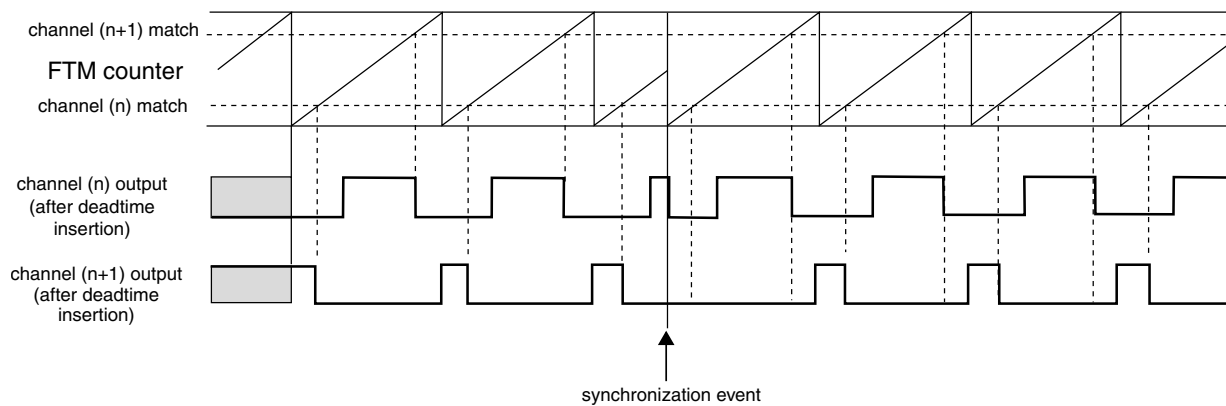 channel (n+1) match
FTM counter
channel (n) match
channel (n) output
(after deadtime
insertion)
channel (n+1) output
(after deadtime
insertion)
synchronization event